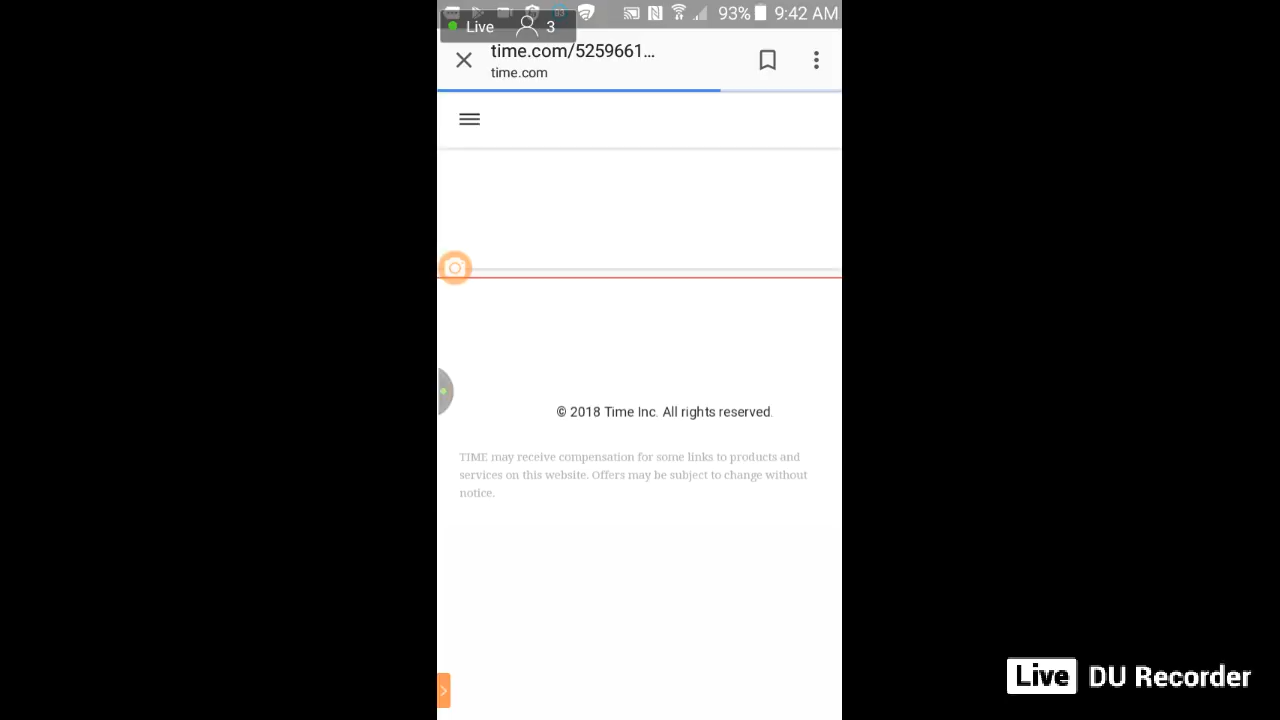 93% 9:42 AM
Live 3
time.com/5259661...
time.com
© 2018 Time Inc. All rights reserved.
TIME may receive compensation for some links to products and
services on this website. Offers may be subject to change without
notice.
Live DU Recorder